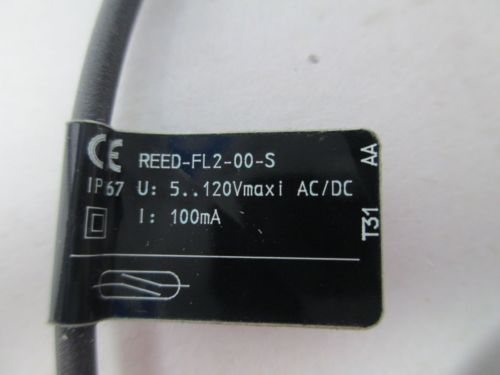 CE REED-FL2-00-S
IP67 U: 5..120Vmaxi AC/DC
I: 100mA
AA
T31